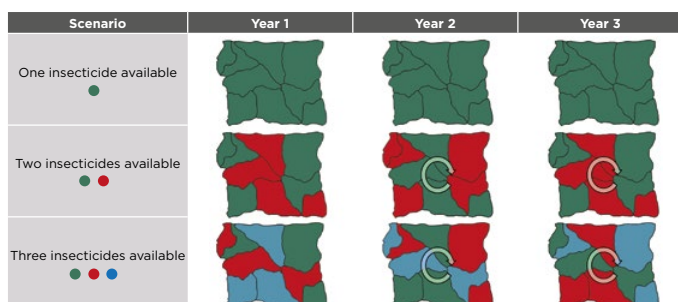 Scenario Year 1 Year 2 Year 3
One insecticide available
Two insecticides available
Three insecticides available